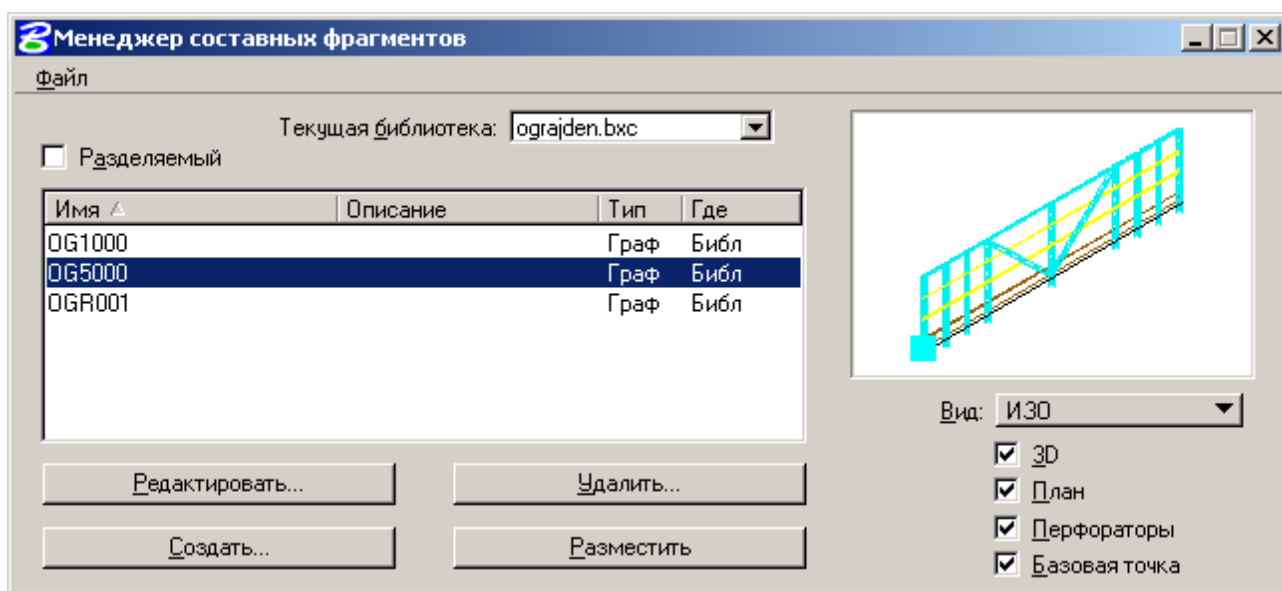 Менеджер составных фрагментов
Файл
Текущая библиотека: ograjden.bxc
Разделяемый
Имя Описание Тип Где
OG1000 Граф Библ
OG5000 Граф Библ
OGR001 Граф Библ
Вид: ИЗО
3D
План
Перфораторы
Базовая точка
Редактировать... Удалить...
Создать... Разместить